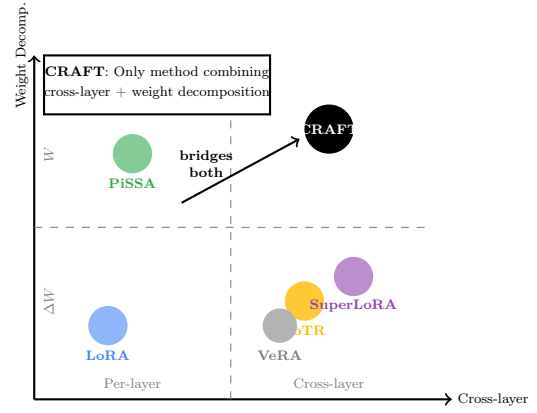 Weight Decomp.
CRAFT: Only method combining
cross-layer + weight decomposition
CRAFT
W
bridges
both
PiSSA
ΔW
SuperLoRA
oTR
LoRA
VeRA
Per-layer
Cross-layer
Cross-layer